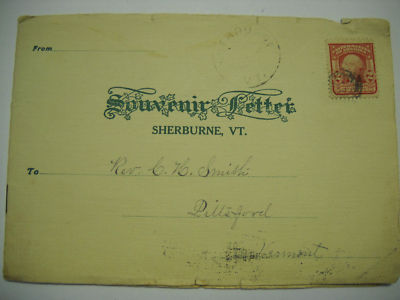 From
Souvenir Letter
SHERBURNE, VT.
To
Rev. C. H. Smith
Pittsford
Vermont